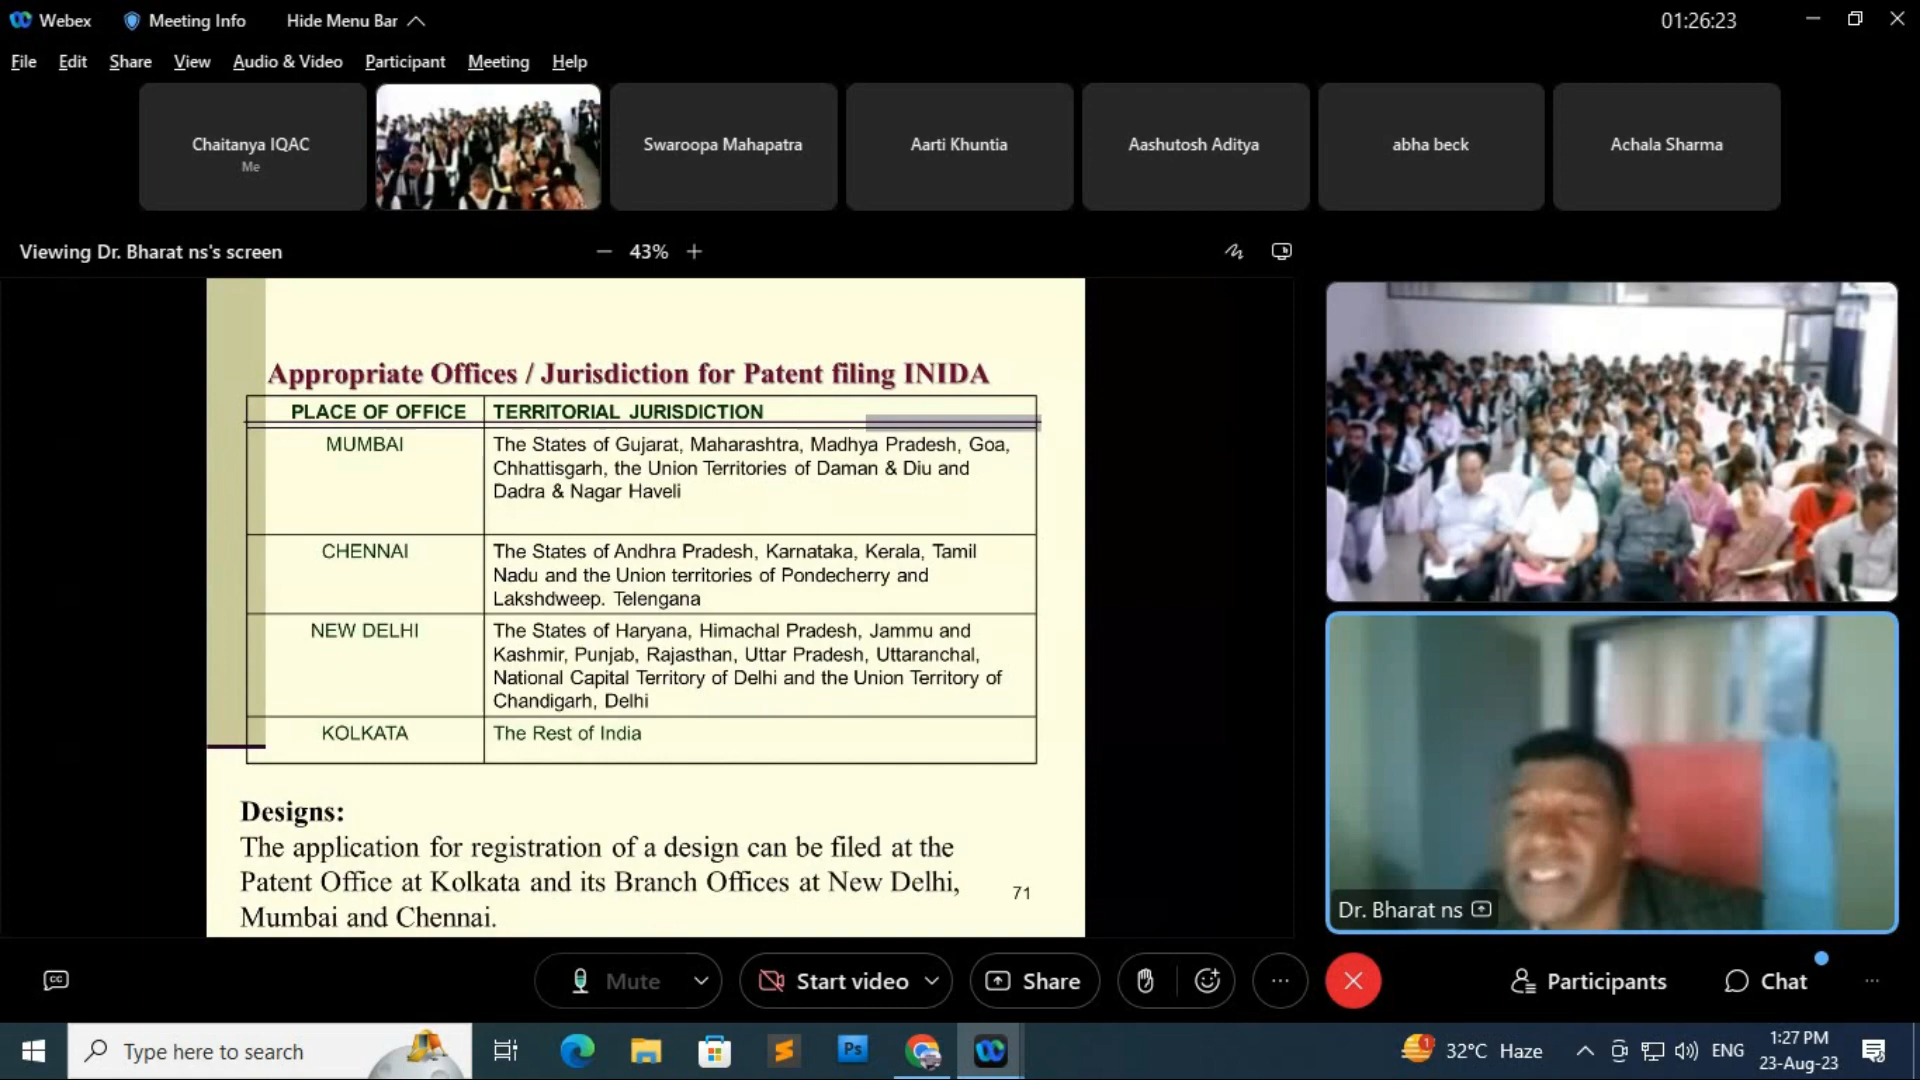 Webex
Meeting Info
Hide Menu Bar
01:26:23
File Edit Share View Audio & Video Participant Meeting Help
Chaitanya IQAC
Me
Swaroopa Mahapatra
Aarti Khuntia
Aashutosh Aditya
abha beck
Achala Sharma
Viewing Dr. Bharat ns's screen
43%
Appropriate Offices / Jurisdiction for Patent filing INIDA
PLACE OF OFFICE
TERRITORIAL JURISDICTION
MUMBAI
The States of Gujarat, Maharashtra, Madhya Pradesh, Goa,
Chhattisgarh, the Union Territories of Daman & Diu and
Dadra & Nagar Haveli
CHENNAI
The States of Andhra Pradesh, Karnataka, Kerala, Tamil
Nadu and the Union territories of Pondecherry and
Lakshdweep. Telengana
NEW DELHI
The States of Haryana, Himachal Pradesh, Jammu and
Kashmir, Punjab, Rajasthan, Uttar Pradesh, Uttaranchal,
National Capital Territory of Delhi and the Union Territory of
Chandigarh, Delhi
KOLKATA
The Rest of India
Designs:
The application for registration of a design can be filed at the
Patent Office at Kolkata and its Branch Offices at New Delhi,
Mumbai and Chennai.
71
Dr. Bharat ns
CC
Mute
Start video
Share
Participants
Chat
Type here to search
Ps
1
32°C Haze
ENG
1:27 PM
23-Aug-23